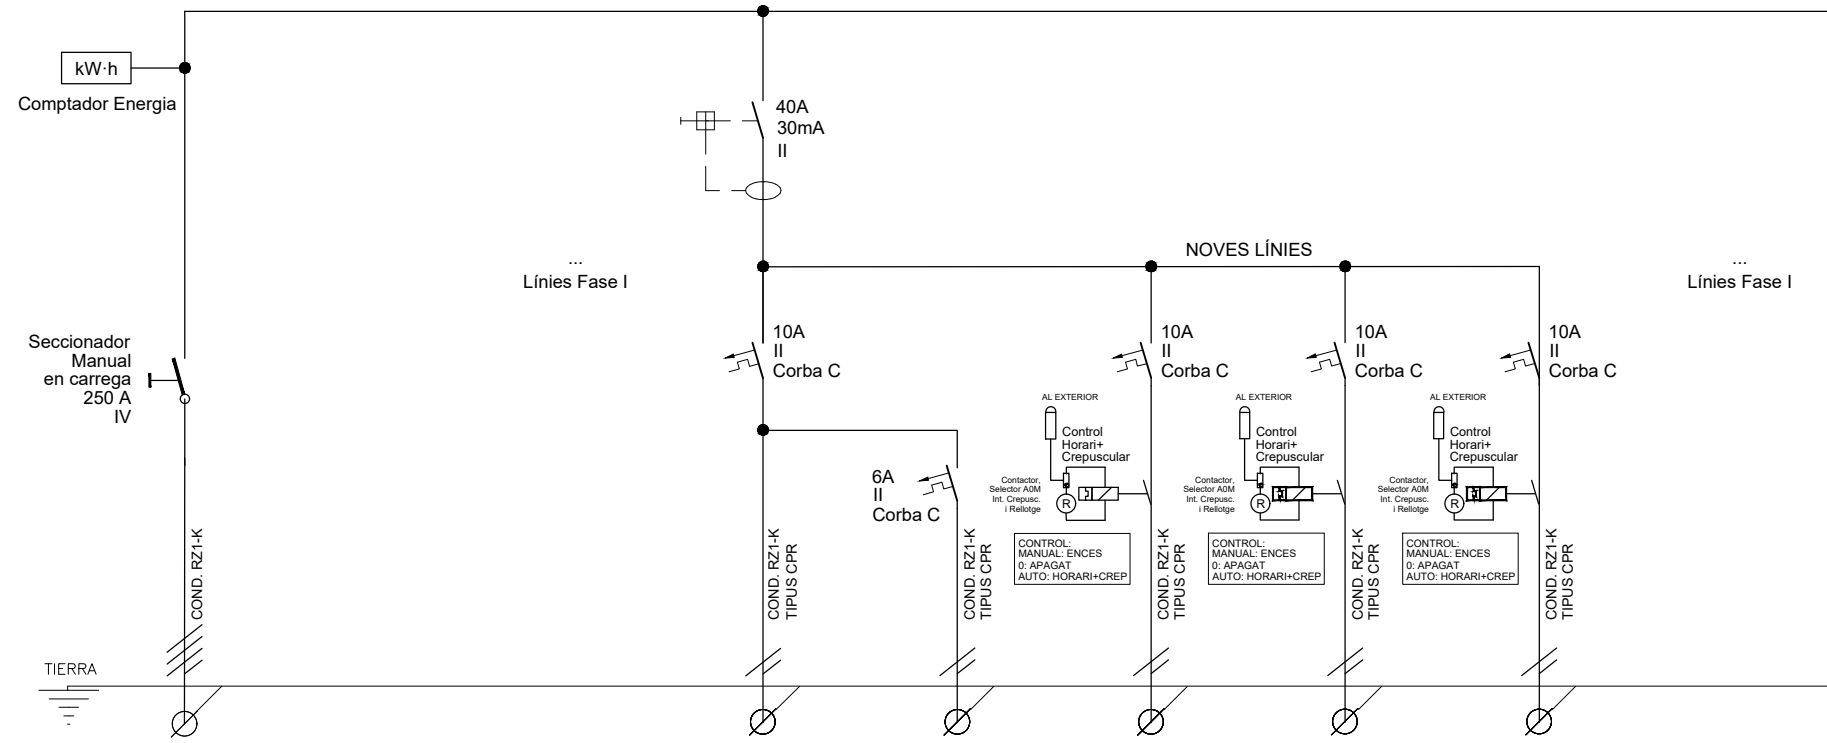 kW·h
Comptador Energia
40A
30mA
II
...
Línies Fase I
NOVES LÍNIES
...
Línies Fase I
Seccionador
Manual
en carrega
250 A
IV
10A
II
Corba C
10A
II
Corba C
10A
II
Corba C
10A
II
Corba C
6A
II
Corba C
AL EXTERIOR
Control
Horari+
Crepuscular
Contactor,
Selector A0M
Int. Crepusc.
i Rellotge
R
CONTROL:
MANUAL: ENCES
0: APAGAT
AUTO: HORARI+CREP
AL EXTERIOR
Control
Horari+
Crepuscular
Contactor,
Selector A0M
Int. Crepusc.
i Rellotge
R
CONTROL:
MANUAL: ENCES
0: APAGAT
AUTO: HORARI+CREP
AL EXTERIOR
Control
Horari+
Crepuscular
Contactor,
Selector A0M
Int. Crepusc.
i Rellotge
R
CONTROL:
MANUAL: ENCES
0: APAGAT
AUTO: HORARI+CREP
COND. RZ1-K
COND. RZ1-K
TIPUS CPR
COND. RZ1-K
TIPUS CPR
COND. RZ1-K
TIPUS CPR
COND. RZ1-K
TIPUS CPR
COND. RZ1-K
TIPUS CPR
TIERRA